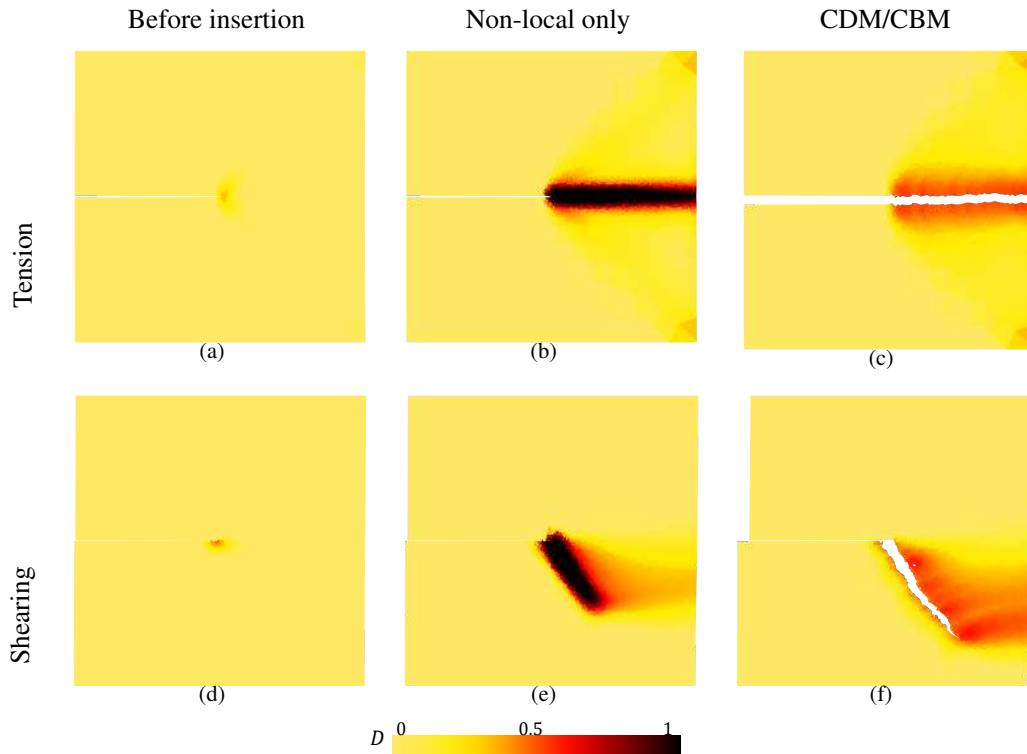 Before insertion Non-local only CDM/CBM
Tension
(a) (b) (c)
Shearing
(d) (e) (f)
D 0 0.5 1